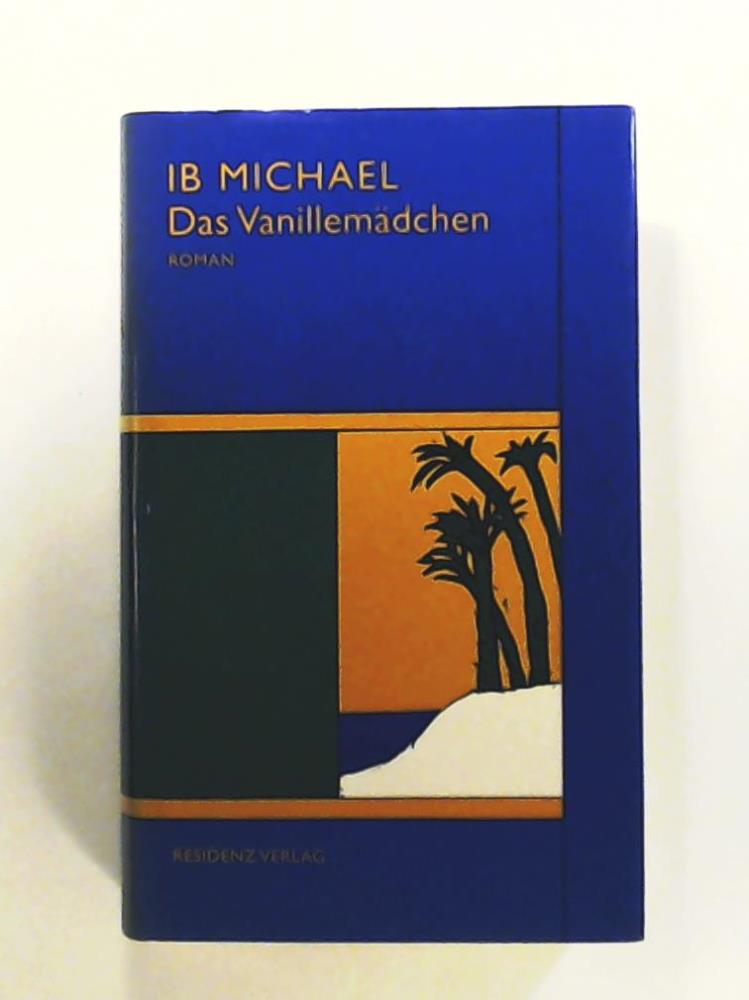 IB MICHAEL
Das Vanillemädchen
ROMAN
RESIDENZ VERLAG